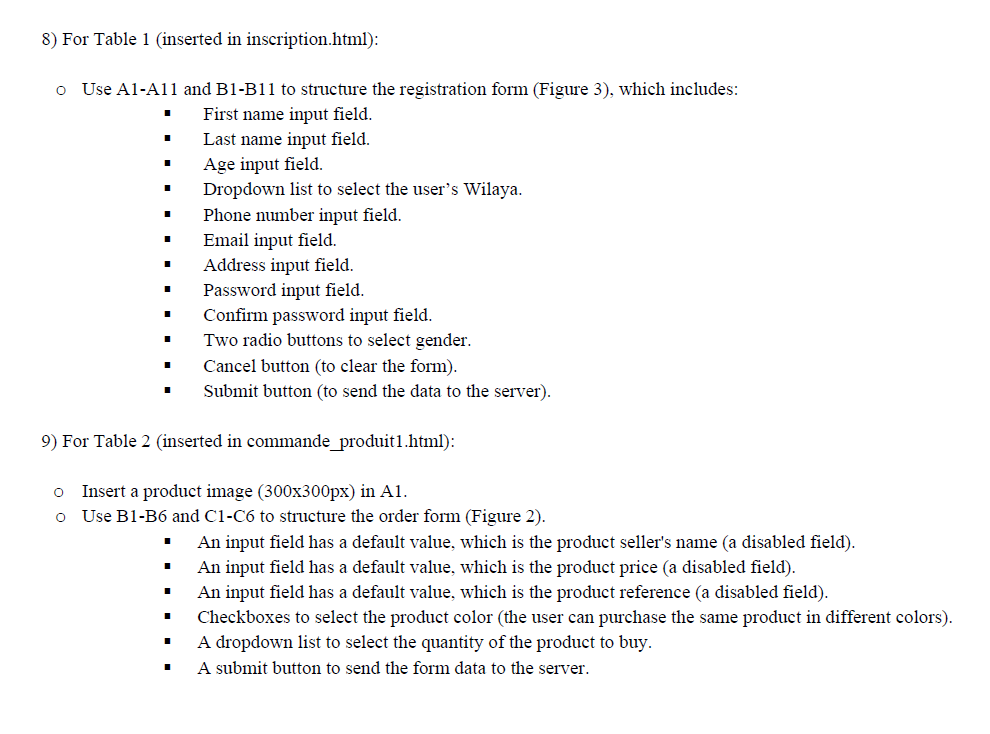 8) For Table 1 (inserted in inscription.html):
o Use A1-A11 and B1-B11 to structure the registration form (Figure 3), which includes:
▪ First name input field.
▪ Last name input field.
▪ Age input field.
▪ Dropdown list to select the user’s Wilaya.
▪ Phone number input field.
▪ Email input field.
▪ Address input field.
▪ Password input field.
▪ Confirm password input field.
▪ Two radio buttons to select gender.
▪ Cancel button (to clear the form).
▪ Submit button (to send the data to the server).
9) For Table 2 (inserted in commande_produit1.html):
o Insert a product image (300x300px) in A1.
o Use B1-B6 and C1-C6 to structure the order form (Figure 2).
▪ An input field has a default value, which is the product seller's name (a disabled field).
▪ An input field has a default value, which is the product price (a disabled field).
▪ An input field has a default value, which is the product reference (a disabled field).
▪ Checkboxes to select the product color (the user can purchase the same product in different colors).
▪ A dropdown list to select the quantity of the product to buy.
▪ A submit button to send the form data to the server.